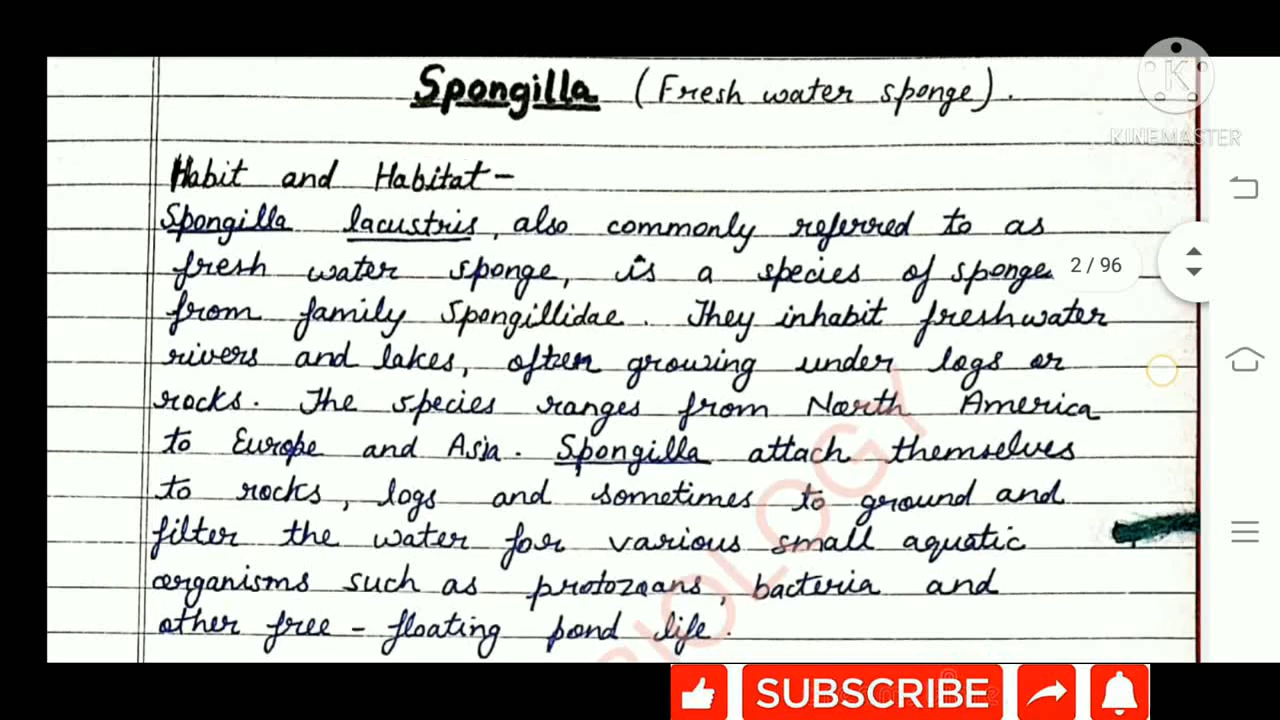 Spongilla (Fresh water sponge).
K
KINEMASTER
Habit and Habitat-
Spongilla lacustris, also commonly referred to as
fresh water sponge, is a species of sponge
2 / 96
from family Spongillidae. They inhabit freshwater
rivers and lakes, often growing under logs or
rocks. The species ranges from North America
to Europe and Asia. Spongilla attach themselves
to rocks, logs and sometimes to ground and
filter the water for various small aquatic
organisms such as protozoans, bacteria and
other free-floating pond life.
BIOLOGY
SUBSCRIBE